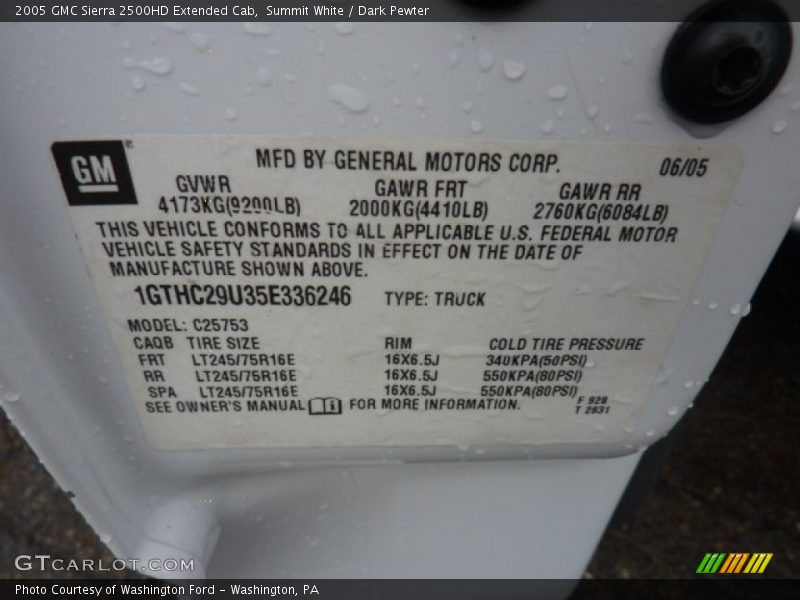 2005 GMC Sierra 2500HD Extended Cab, Summit White / Dark Pewter
GM
MFD BY GENERAL MOTORS CORP. 06/05
GVWR GAWR FRT GAWR RR
4173KG(9200LB) 2000KG(4410LB) 2760KG(6084LB)
THIS VEHICLE CONFORMS TO ALL APPLICABLE U.S. FEDERAL MOTOR
VEHICLE SAFETY STANDARDS IN EFFECT ON THE DATE OF
MANUFACTURE SHOWN ABOVE.
1GTHC29U35E336246 TYPE: TRUCK
MODEL: C25753
CAQB TIRE SIZE RIM COLD TIRE PRESSURE
FRT LT245/75R16E 16X6.5J 340KPA(50PSI)
RR LT245/75R16E 16X6.5J 550KPA(80PSI)
SPA LT245/75R16E 16X6.5J 550KPA(80PSI)
SEE OWNER'S MANUAL FOR MORE INFORMATION.
F 928
T 2631
GTCarlot.com
Photo Courtesy of Washington Ford - Washington, PA